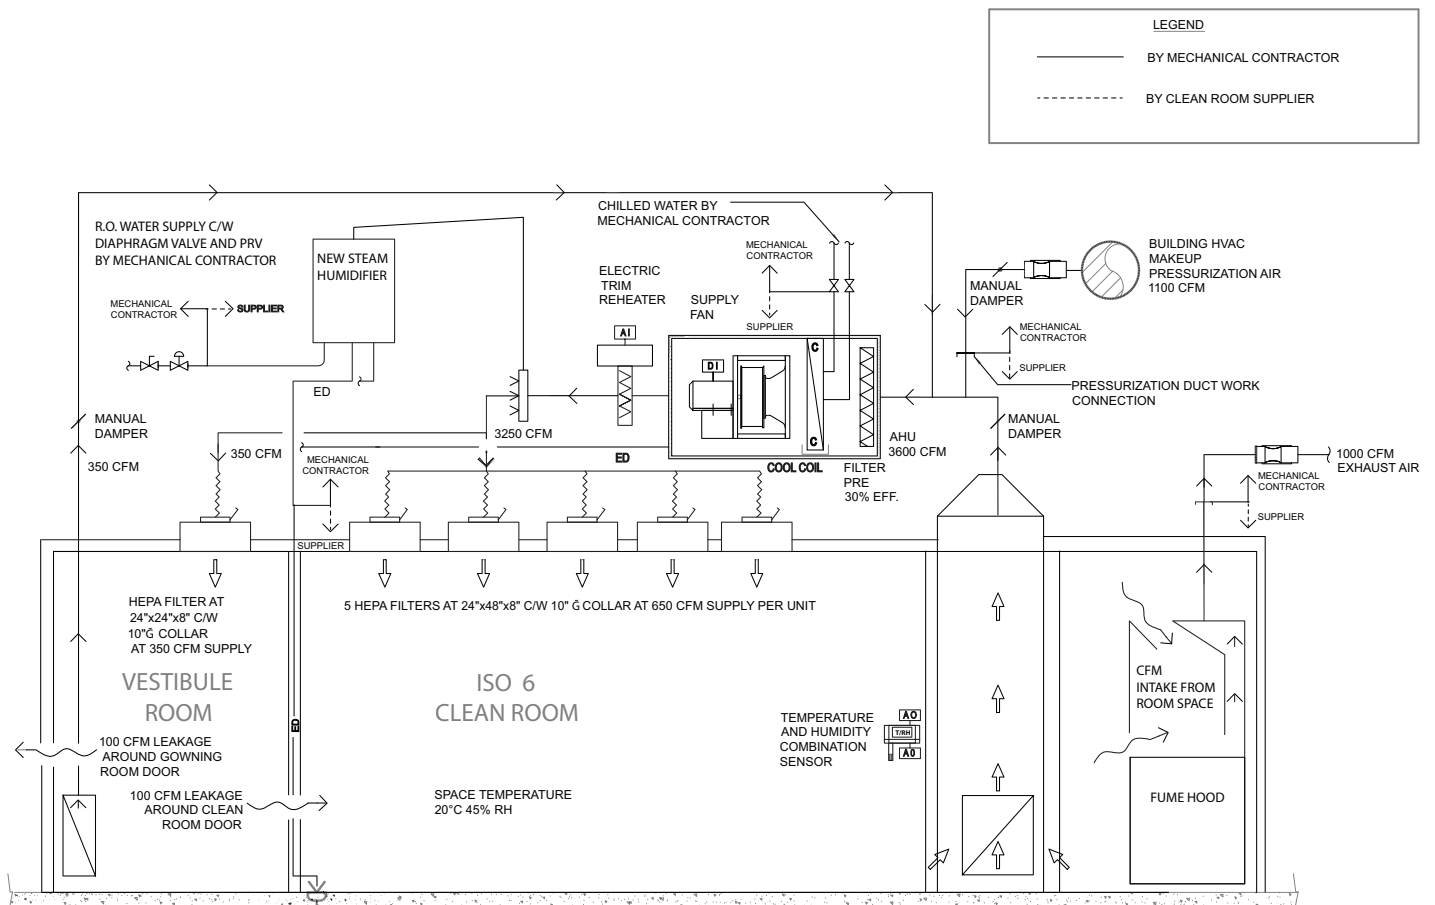 LEGEND
BY MECHANICAL CONTRACTOR
BY CLEAN ROOM SUPPLIER
R.O. WATER SUPPLY C/W
DIAPHRAGM VALVE AND PRV
BY MECHANICAL CONTRACTOR
NEW STEAM
HUMIDIFIER
MECHANICAL
CONTRACTOR
SUPPLIER
ED
MANUAL
DAMPER
350 CFM
350 CFM
CHILLED WATER BY
MECHANICAL CONTRACTOR
MECHANICAL
CONTRACTOR
SUPPLIER
ELECTRIC
TRIM
REHEATER
AI
SUPPLY
FAN
DI
C
C
3250 CFM
ED
COOL COIL
FILTER
PRE
30% EFF.
AHU
3600 CFM
MANUAL
DAMPER
BUILDING HVAC
MAKEUP
PRESSURIZATION AIR
1100 CFM
MECHANICAL
CONTRACTOR
SUPPLIER
PRESSURIZATION DUCT WORK
CONNECTION
MANUAL
DAMPER
1000 CFM
EXHAUST AIR
MECHANICAL
CONTRACTOR
SUPPLIER
MECHANICAL
CONTRACTOR
SUPPLIER
HEPA FILTER AT
24"x24"x8" C/W
10"Ğ COLLAR
AT 350 CFM SUPPLY
5 HEPA FILTERS AT 24"x48"x8" C/W 10" Ğ COLLAR AT 650 CFM SUPPLY PER UNIT
VESTIBULE
ROOM
ISO 6
CLEAN ROOM
ED
100 CFM LEAKAGE
AROUND GOWNING
ROOM DOOR
100 CFM LEAKAGE
AROUND CLEAN
ROOM DOOR
SPACE TEMPERATURE
20°C 45% RH
TEMPERATURE
AND HUMIDITY
COMBINATION
SENSOR
AO
T/RH
AO
CFM
INTAKE FROM
ROOM SPACE
FUME HOOD